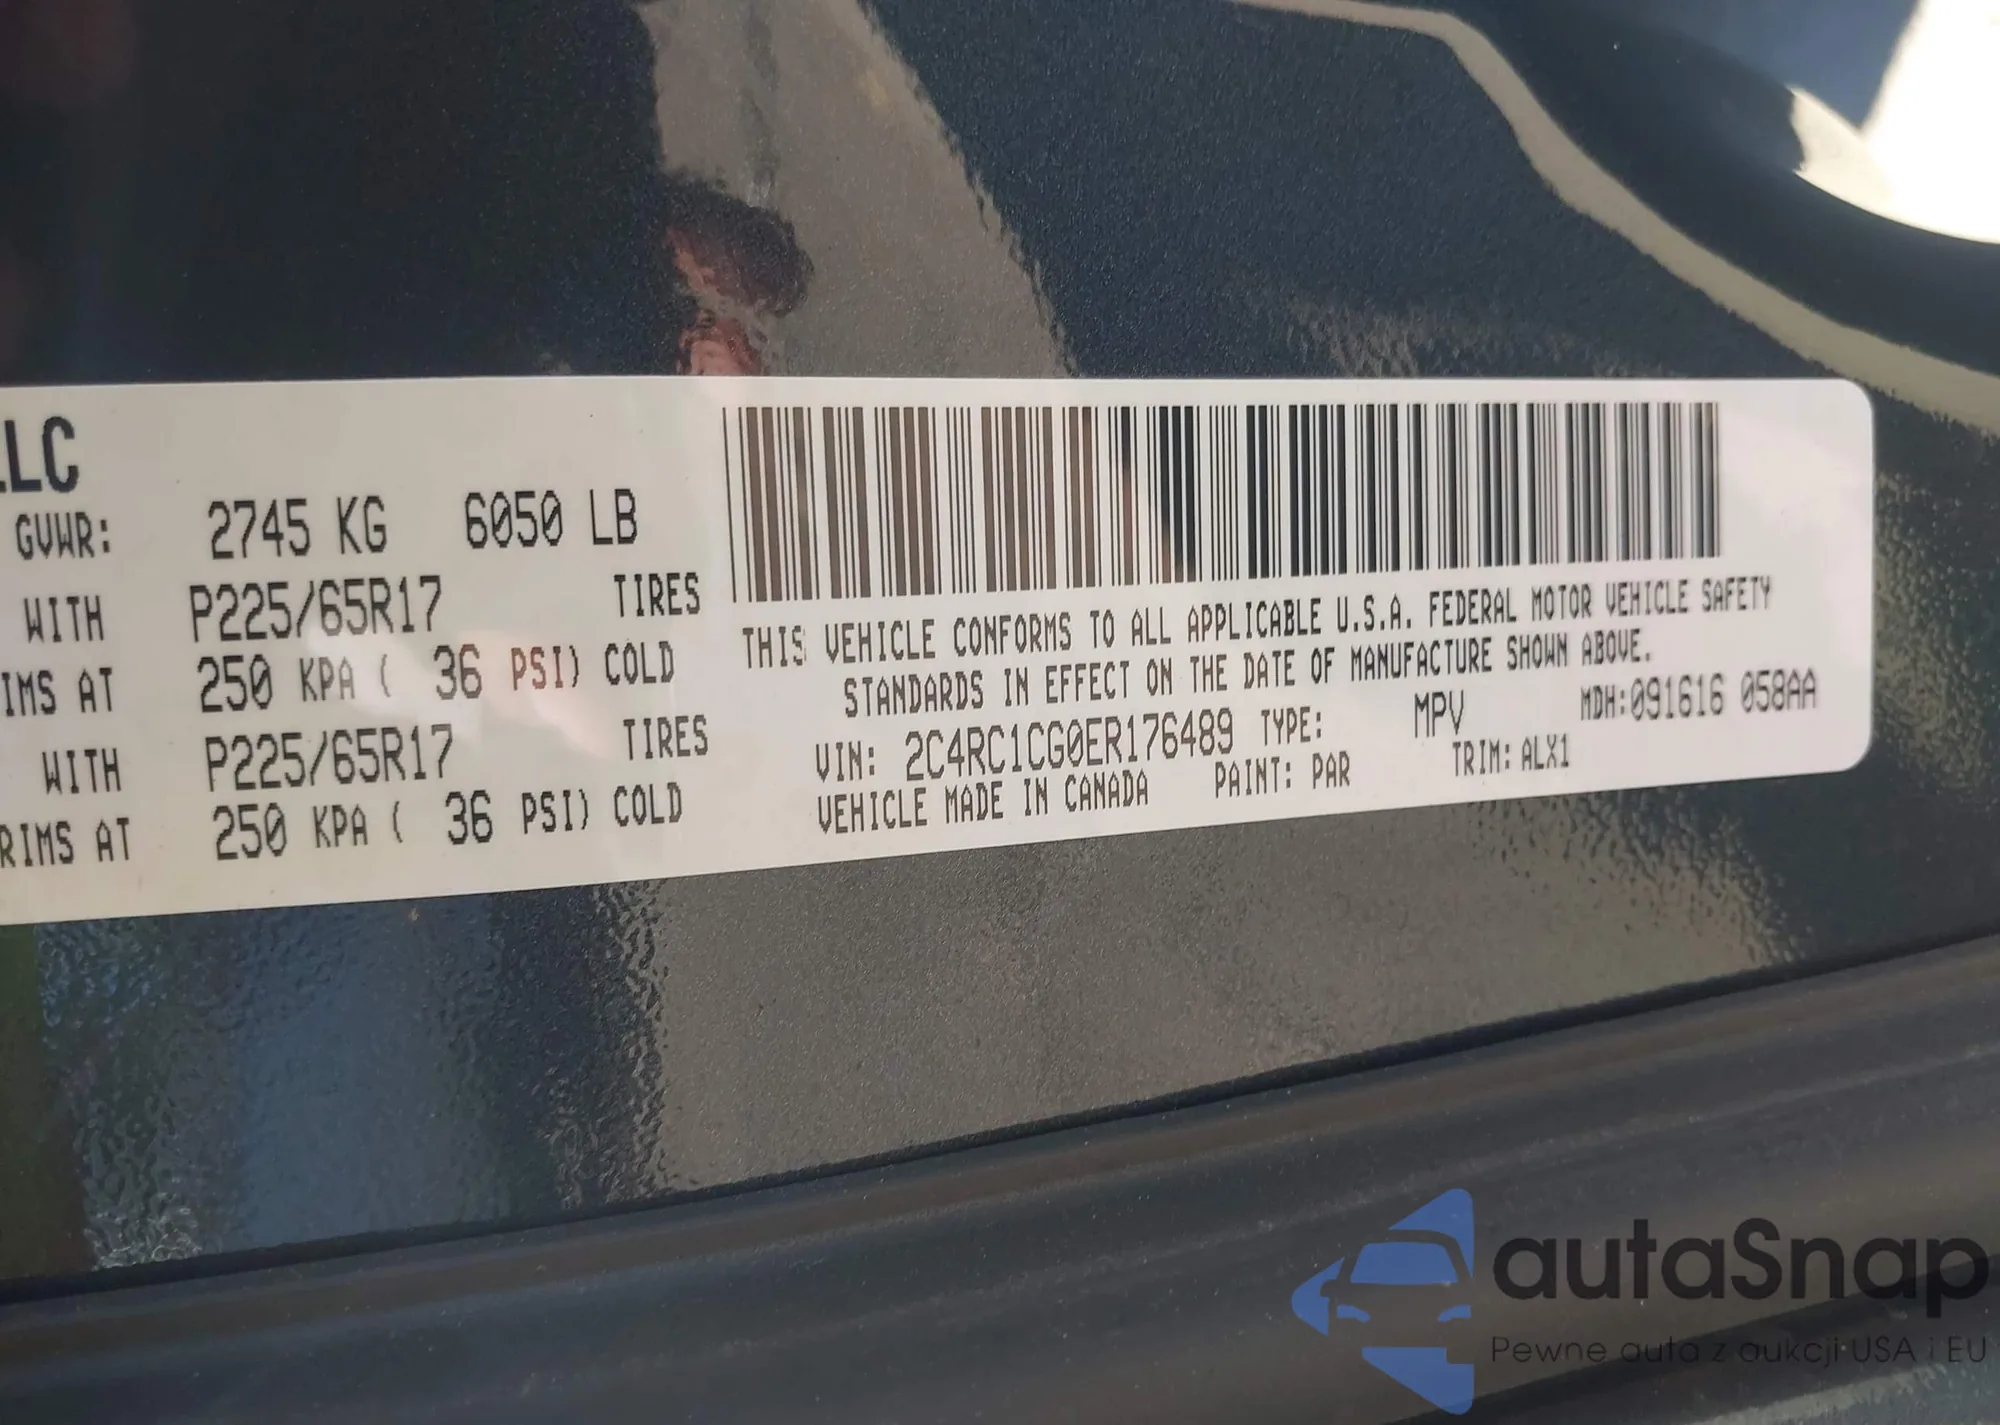 LLC
GVWR: 2745 KG 6050 LB
WITH P225/65R17 TIRES
IMS AT 250 KPA ( 36 PSI) COLD
WITH P225/65R17 TIRES
RIMS AT 250 KPA ( 36 PSI) COLD
THIS VEHICLE CONFORMS TO ALL APPLICABLE U.S.A. FEDERAL MOTOR VEHICLE SAFETY
STANDARDS IN EFFECT ON THE DATE OF MANUFACTURE SHOWN ABOVE.
VIN: 2C4RC1CG0ER176489 TYPE: MPV MDH:091616 058AA
VEHICLE MADE IN CANADA PAINT: PAR TRIM: ALX1
autaSnap
Pewne auta z aukcji USA i EU